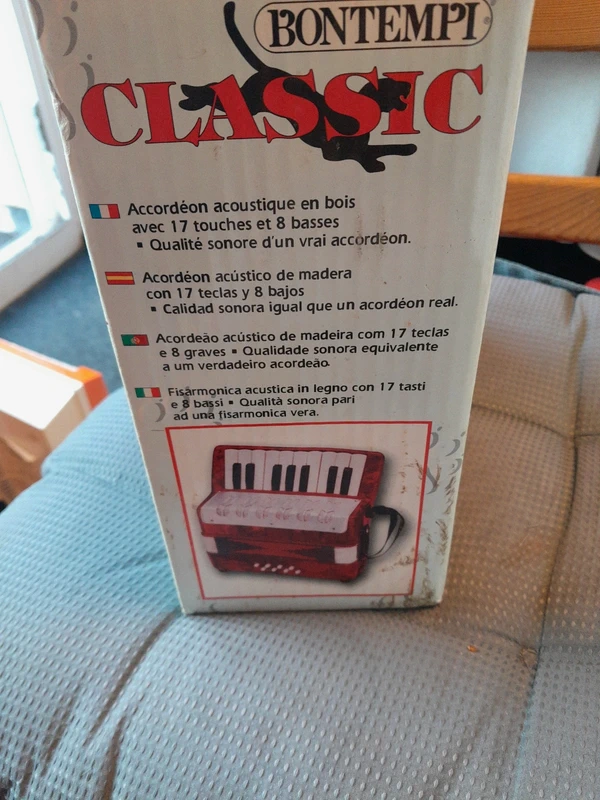 BONTEMPI
CLASSIC
Accordéon acoustique en bois
avec 17 touches et 8 basses
▪ Qualité sonore d'un vrai accordéon.
Acordéon acústico de madera
con 17 teclas y 8 bajos
▪ Calidad sonora igual que un acordéon real.
Acordeão acústico de madeira com 17 teclas
e 8 graves ▪ Qualidade sonora equivalente
a um verdadeiro acordeão.
Fisarmonica acustica in legno con 17 tasti
e 8 bassi ▪ Qualità sonora pari
ad una fisarmonica vera.